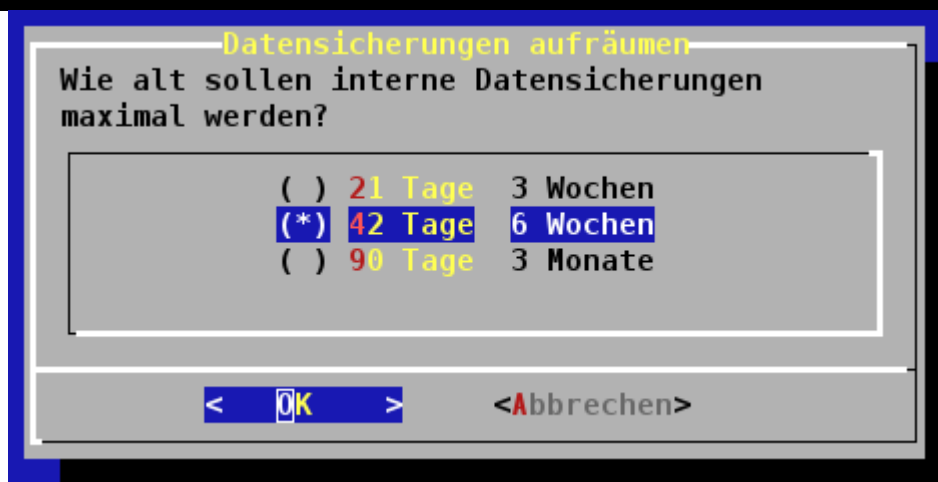 Datensicherungen aufräumen
Wie alt sollen interne Datensicherungen
maximal werden?
( ) 21 Tage 3 Wochen
(*) 42 Tage 6 Wochen
( ) 90 Tage 3 Monate
< OK > <Abbrechen>